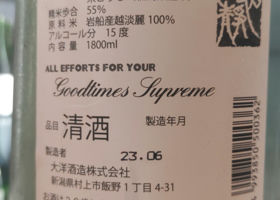 精米歩合 55%
原料米 岩船産越淡麗 100%
アルコール分 15度
内容量 1800ml
ALL EFFORTS FOR YOUR
Goodtimes Supreme
品目 清酒 製造年月
製造者 23.06
大洋酒造株式会社
新潟県村上市飯野1丁目4-31
4993850500362